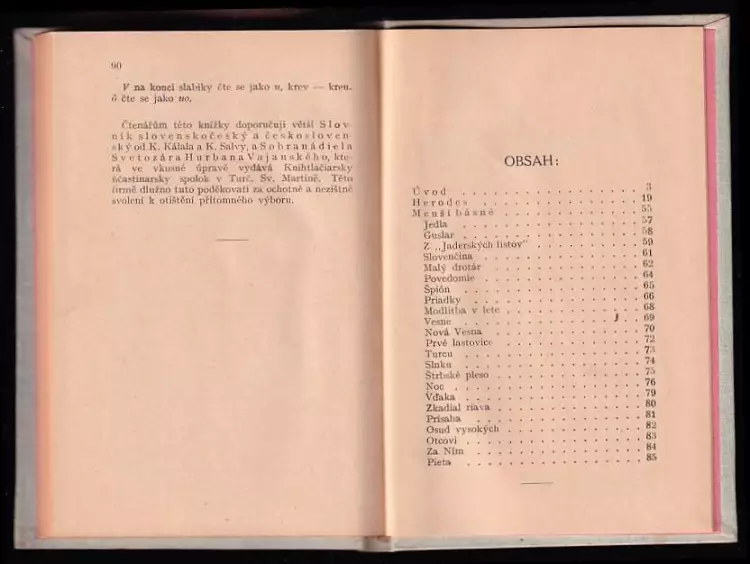 90
V na konci slabiky čte se jako u, krev — kreu.
ô čte se jako uo.
Čtenářům této knížky doporučuji větší Slov-
ník slovenskočeský a českosloven-
ský od K. Kálala a K. Salvy, a Sobrané diela
Svetozára Hurbana Vajanského, kte-
rá ve vkusné úpravě vydává Knihtlačiarsky
účastinarsky spolok v Turč. Sv. Martině. Této
firmě dlužno tuto poděkovati za ochotné a nezištné
svolení k otištění přítomného výboru.
OBSAH:
Úvod . . . . . . . . . . . . . . . 3
Herodes . . . . . . . . . . . . . . 19
Menší básně . . . . . . . . . . . . 55
Jedla . . . . . . . . . . . . . . 57
Guslar . . . . . . . . . . . . . . 58
Z „Jaderských listov" . . . . . . . . 59
Slovenčina . . . . . . . . . . . . 61
Malý drotár . . . . . . . . . . . . 62
Povedomie . . . . . . . . . . . . 64
Špión . . . . . . . . . . . . . . 65
Priadky . . . . . . . . . . . . . 66
Modlitba v lete . . . . . . . . . . 68
Vesne . . . . . . . . . . . . . . 69
Nová Vesna . . . . . . . . . . . . 70
Prvé lastovice . . . . . . . . . . . 72
Turcu . . . . . . . . . . . . . . 73
Slnku . . . . . . . . . . . . . . 74
Štrbské pleso . . . . . . . . . . . 75
Noc . . . . . . . . . . . . . . . 76
Vďaka . . . . . . . . . . . . . . 79
Zkadial riava . . . . . . . . . . . 80
Prísaha . . . . . . . . . . . . . 81
Osud vysokých . . . . . . . . . . 82
Otcovi . . . . . . . . . . . . . . 83
Za Ním . . . . . . . . . . . . . . 84
Pieta . . . . . . . . . . . . . . 85